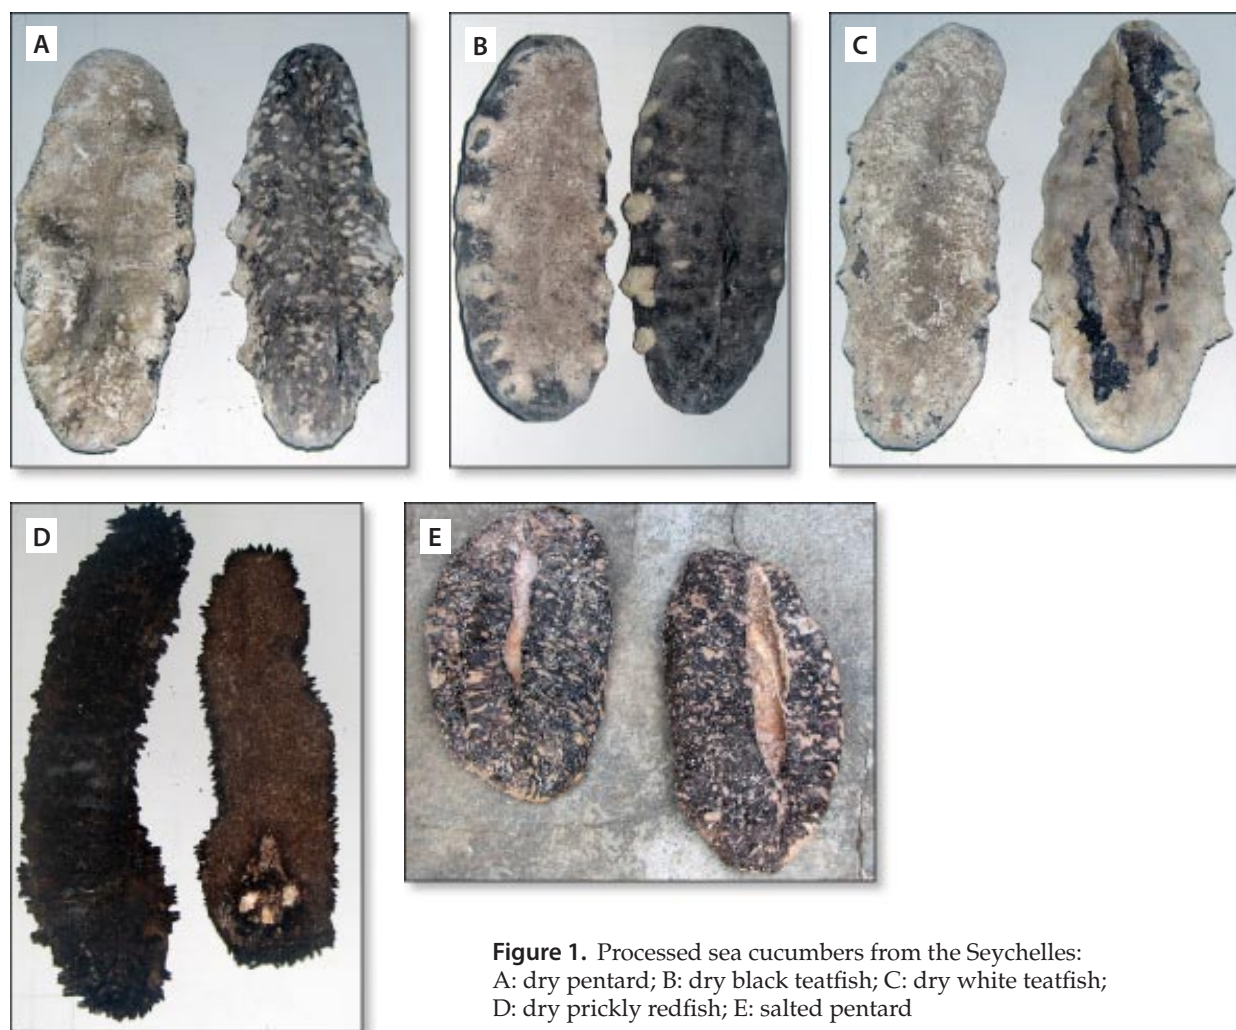 A
B
C
D
E
Figure 1. Processed sea cucumbers from the Seychelles:
A: dry pentard; B: dry black teatfish; C: dry white teatfish;
D: dry prickly redfish; E: salted pentard